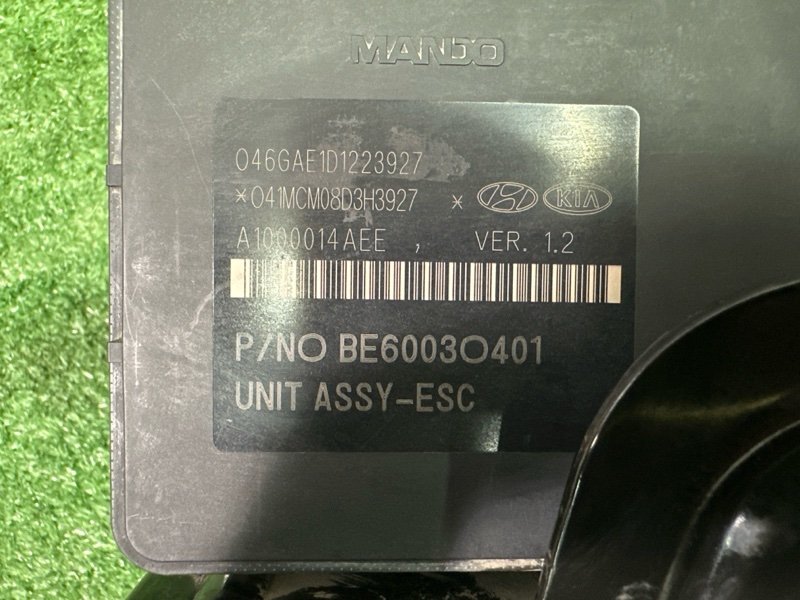 MANDO
046GAE1D1223927
*041MCM08D3H3927 * KIA
A1000014AEE , VER. 1.2
P/NO BE60030401
UNIT ASSY-ESC